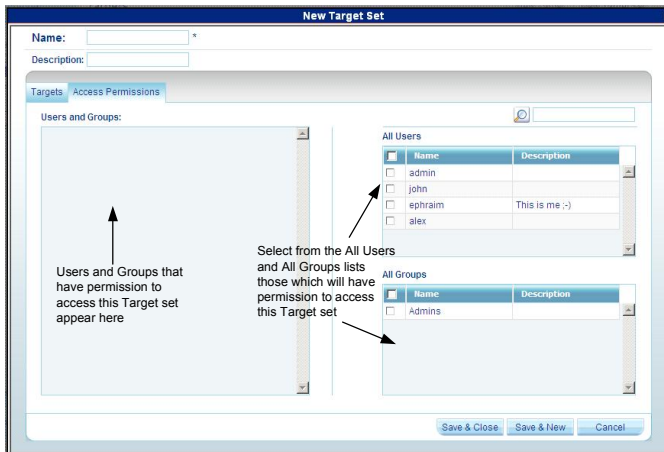 New Target Set
Name: *
Description:
Targets Access Permissions
Users and Groups:
All Users
Name Description
admin
john
ephraim This is me ;-)
alex
Users and Groups that
have permission to
access this Target set
appear here
Select from the All Users
and All Groups lists
those which will have
permission to access
this Target set
All Groups
Name Description
Admins
Save & Close Save & New Cancel